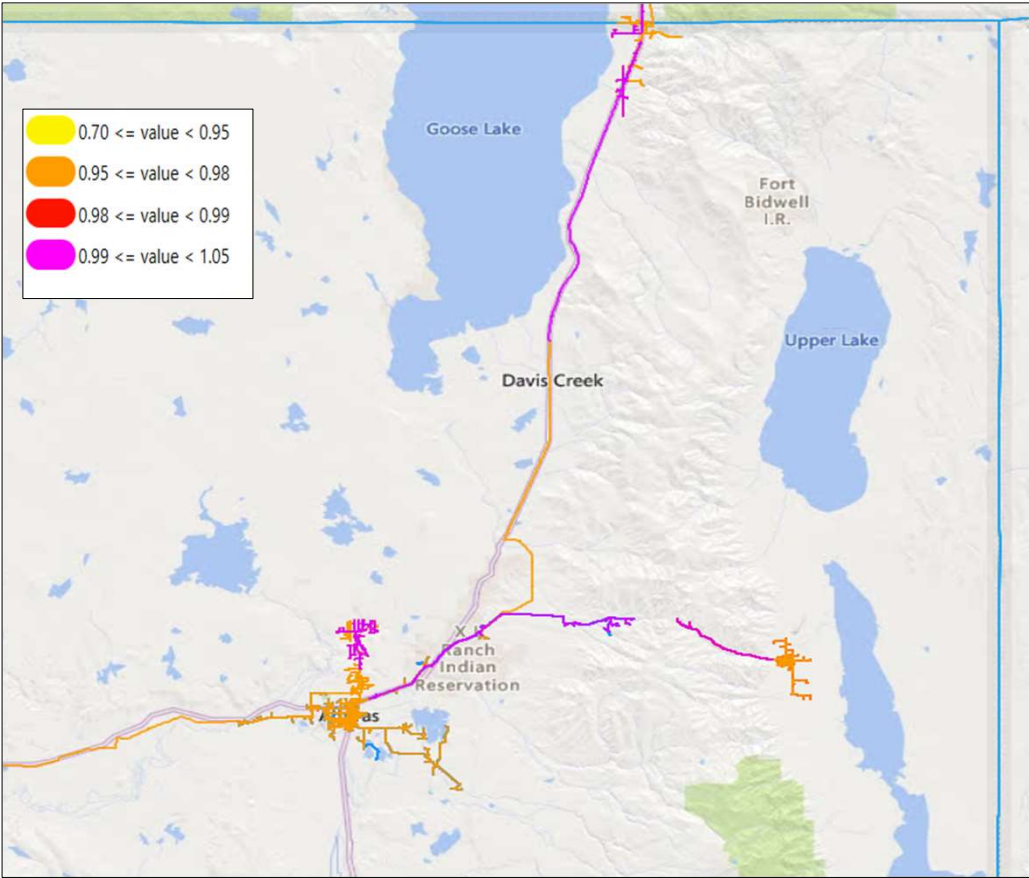 Goose Lake
0.70 <= value < 0.95
0.95 <= value < 0.98
0.98 <= value < 0.99
0.99 <= value < 1.05
Fort
Bidwell
I.R.
Upper Lake
Davis Creek
Ranch
Indian
Reservation